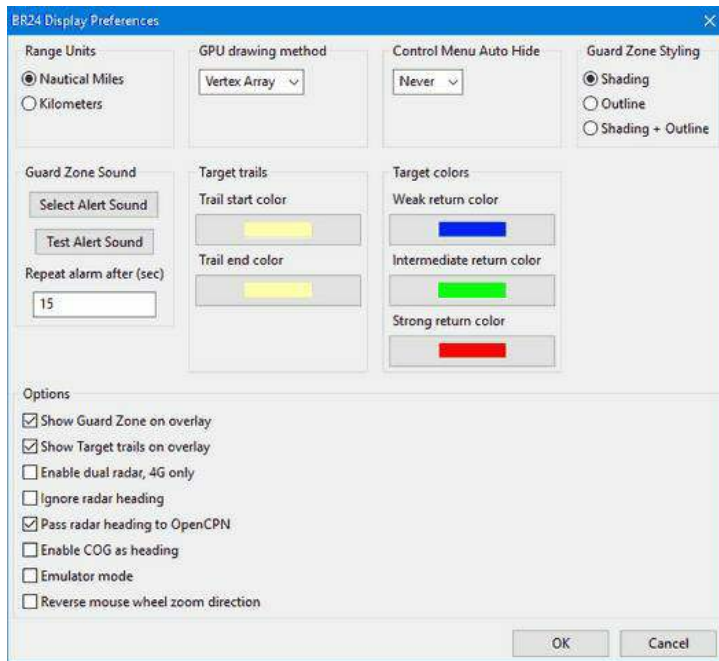 BR24 Display Preferences
Range Units
Nautical Miles
Kilometers
GPU drawing method
Vertex Array
Control Menu Auto Hide
Never
Guard Zone Styling
Shading
Outline
Shading + Outline
Guard Zone Sound
Select Alert Sound
Test Alert Sound
Repeat alarm after (sec)
15
Target trails
Trail start color
Trail end color
Target colors
Weak return color
Intermediate return color
Strong return color
Options
Show Guard Zone on overlay
Show Target trails on overlay
Enable dual radar, 4G only
Ignore radar heading
Pass radar heading to OpenCPN
Enable COG as heading
Emulator mode
Reverse mouse wheel zoom direction
OK
Cancel